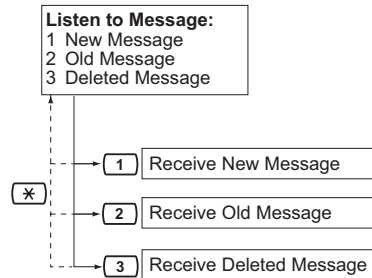 Listen to Message:
1 New Message
2 Old Message
3 Deleted Message
1 Receive New Message
* 2 Receive Old Message
3 Receive Deleted Message